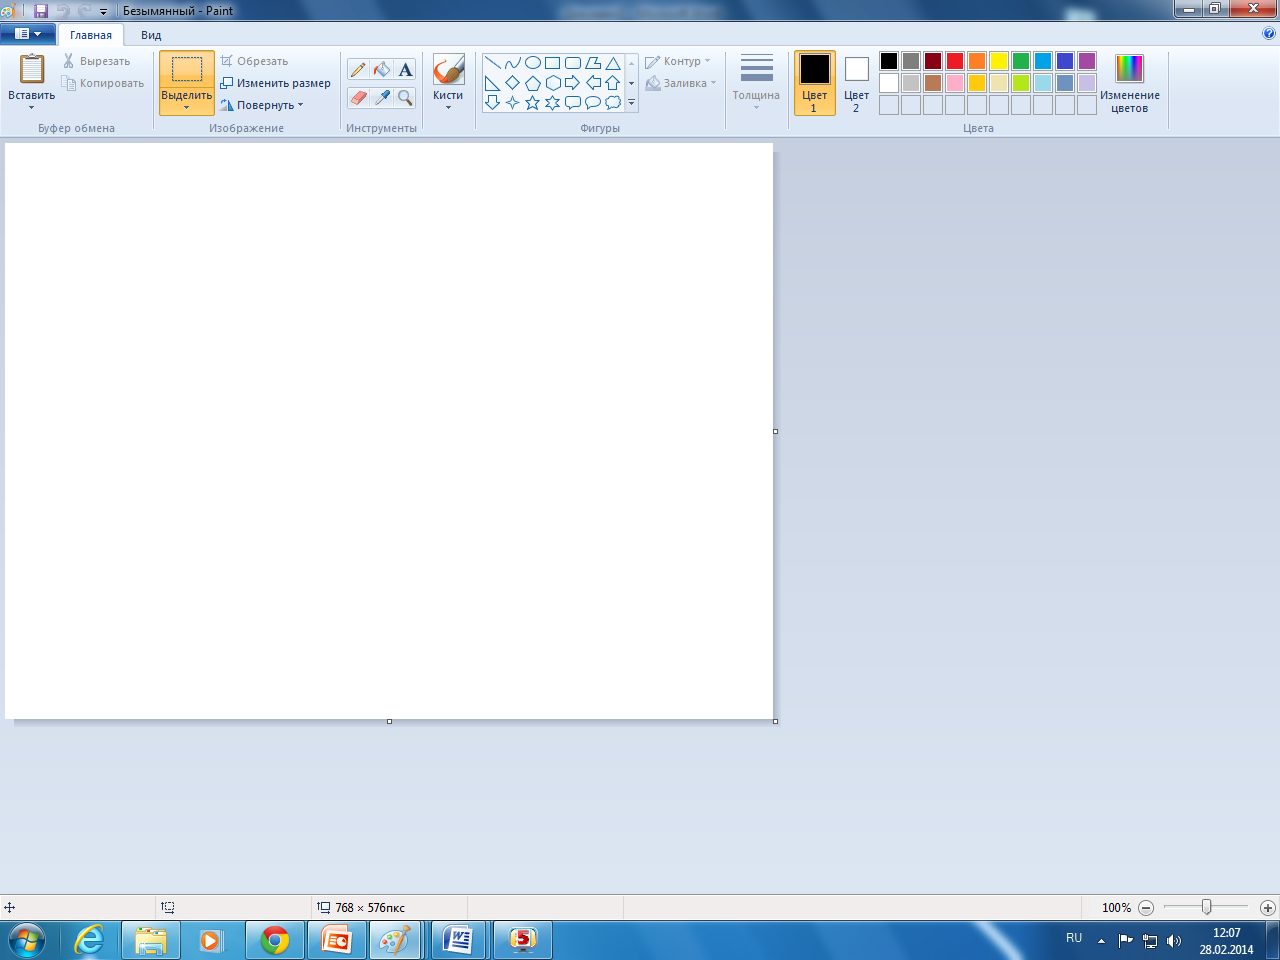 Безымянный - Paint
Главная Вид
Вставить
Вырезать
Копировать
Буфер обмена
Выделить
Обрезать
Изменить размер
Повернуть
Изображение
A
Инструменты
Кисти
Контур
Заливка
Фигуры
Толщина
Цвет 1
Цвет 2
Изменение цветов
Цвета
768 × 576пкс
100%
RU
12:07
28.02.2014